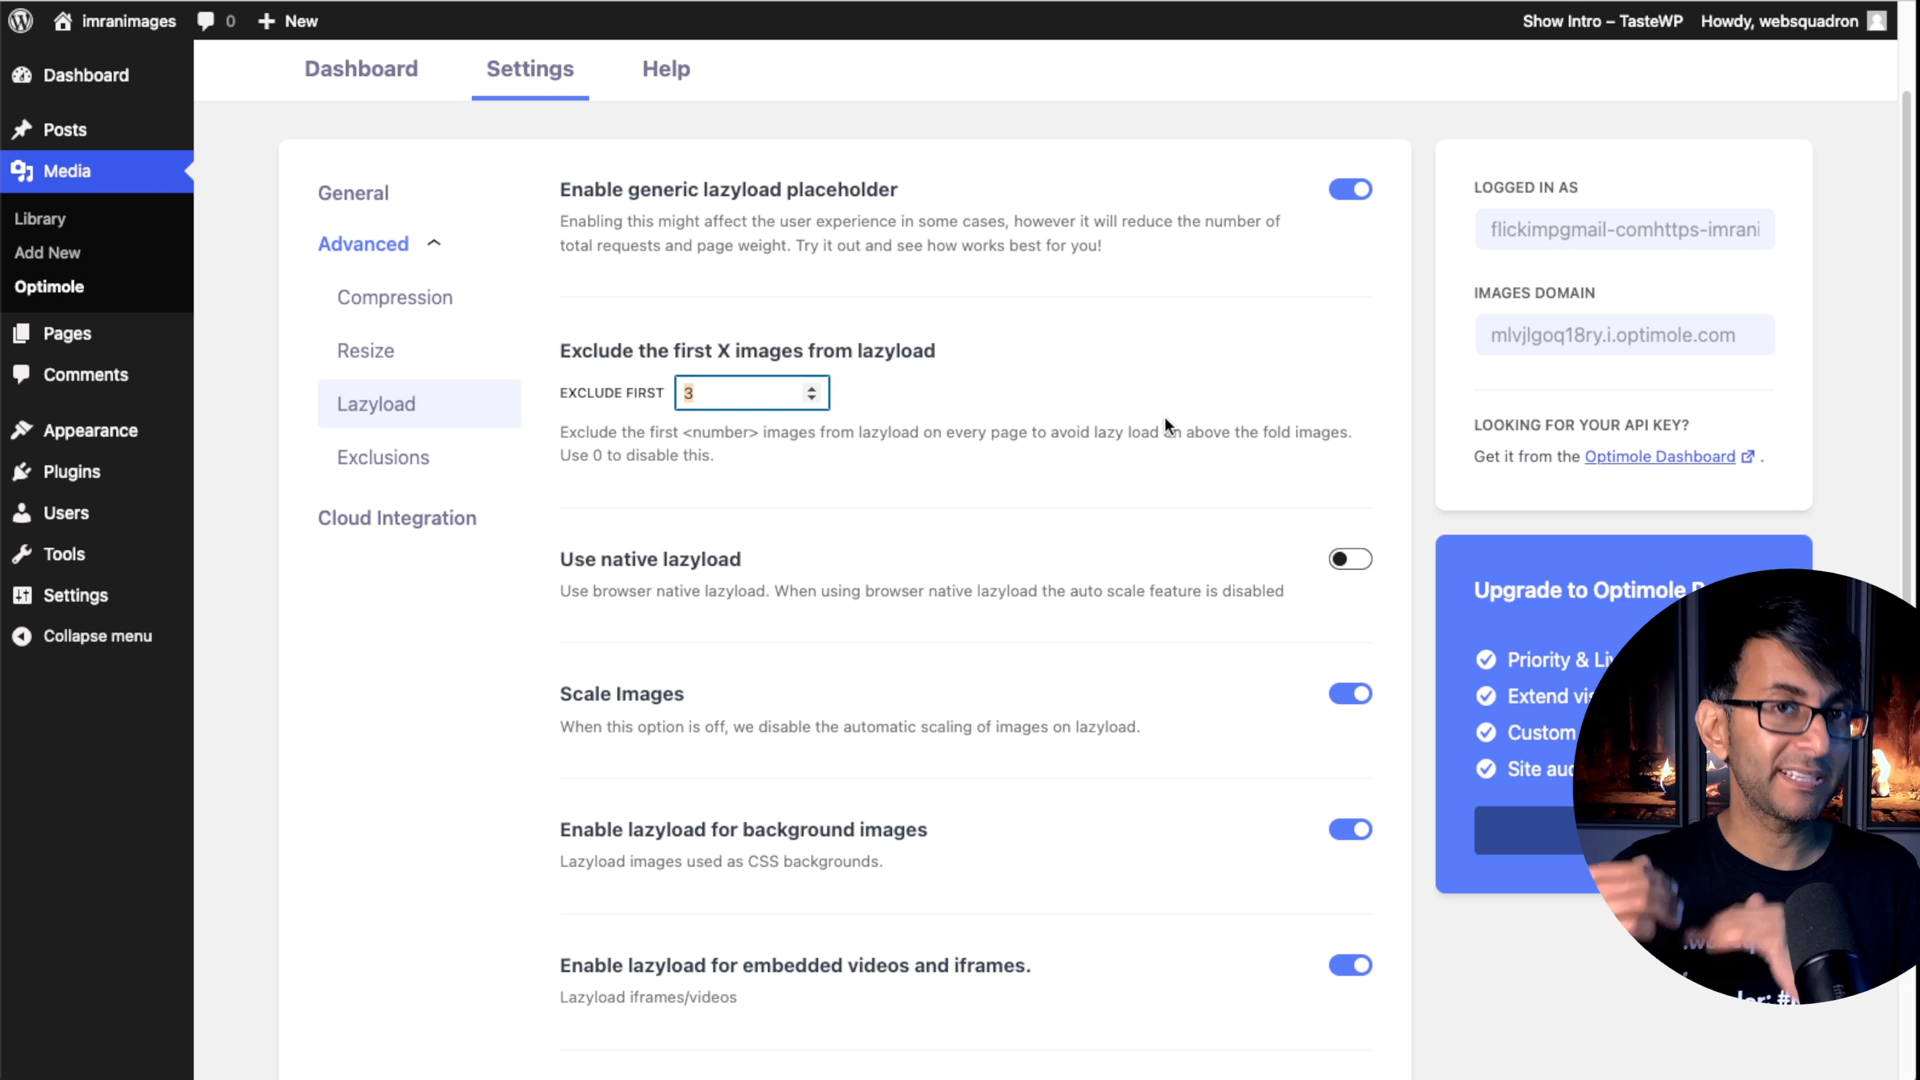 imranimages
0
New
Show Intro – TasteWP
Howdy, websquadron
Dashboard
Posts
Media
Library
Add New
Optimole
Pages
Comments
Appearance
Plugins
Users
Tools
Settings
Collapse menu
Dashboard
Settings
Help
General
Advanced
Compression
Resize
Lazyload
Exclusions
Cloud Integration
Enable generic lazyload placeholder
Enabling this might affect the user experience in some cases, however it will reduce the number of
total requests and page weight. Try it out and see how works best for you!
Exclude the first X images from lazyload
EXCLUDE FIRST 3
Exclude the first <number> images from lazyload on every page to avoid lazy load on above the fold images.
Use 0 to disable this.
Use native lazyload
Use browser native lazyload. When using browser native lazyload the auto scale feature is disabled
Scale Images
When this option is off, we disable the automatic scaling of images on lazyload.
Enable lazyload for background images
Lazyload images used as CSS backgrounds.
Enable lazyload for embedded videos and iframes.
Lazyload iframes/videos
LOGGED IN AS
flickimpgmail-comhttps-imrani
IMAGES DOMAIN
mlvjlgoq18ry.i.optimole.com
LOOKING FOR YOUR API KEY?
Get it from the Optimole Dashboard .
Upgrade to Optimole
Priority &
Extend
Custom
Site